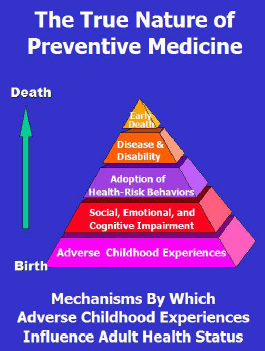 The True Nature of
Preventive Medicine
Death
Early
Death
Disease &
Disability
Adoption of
Health-Risk Behaviors
Social, Emotional, and
Cognitive Impairment
Adverse Childhood Experiences
Birth
Mechanisms By Which
Adverse Childhood Experiences
Influence Adult Health Status